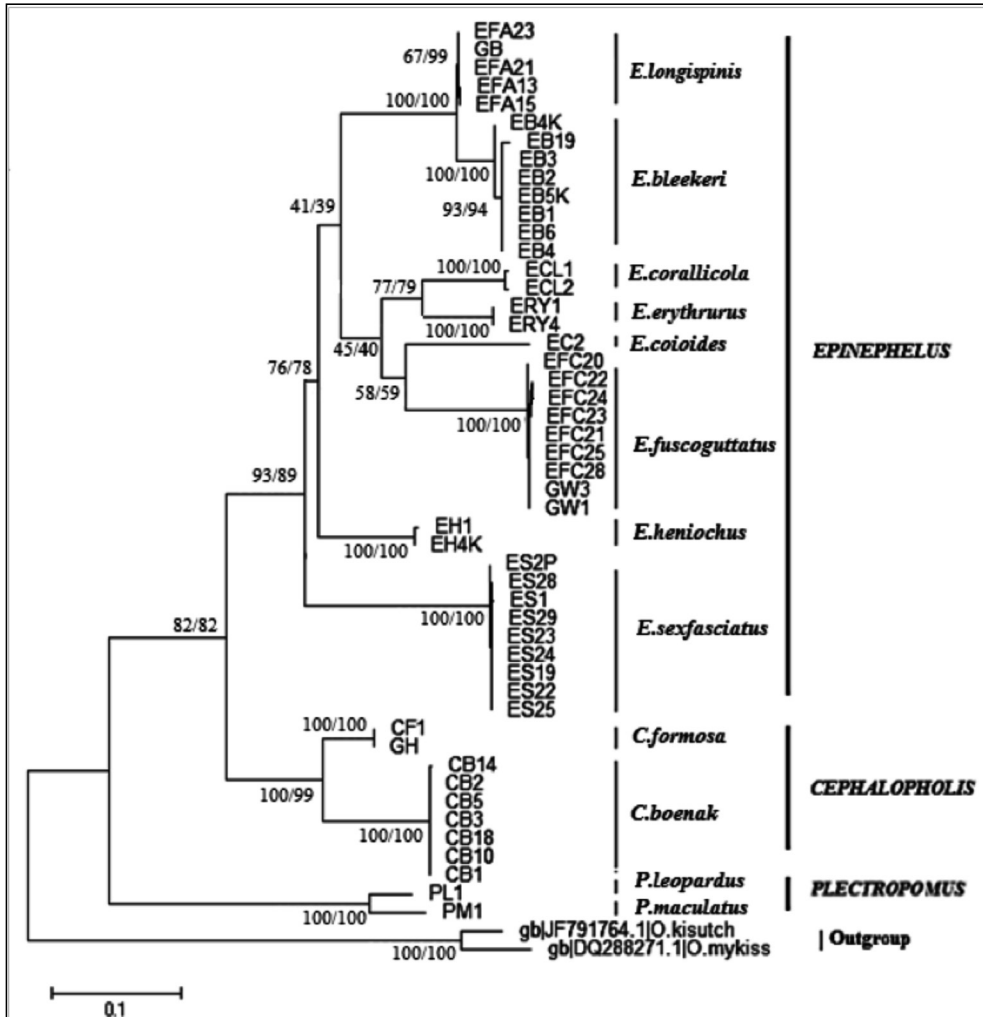 EFA23
67/99
GB
EFA21
EFA13
100/100
EFA15
E.longispinis
EB4K
EB19
EB3
100/100
EB2
EB5K
93/94
EB1
EB6
EB4
E.bleekeri
41/39
100/100
ECL1
ECL2
E.corallicola
77/79
ERY1
100/100
ERY4
E.erythrurus
45/40
EC2
E.coioides
EFC20
76/78
EFC22
58/59
EFC24
EFC23
100/100
EFC21
EFC25
EFC28
GW3
GW1
E.fuscoguttatus
93/89
EH1
100/100
EH4K
E.heniochus
ES2P
ES28
ES1
100/100
ES29
ES23
ES24
ES19
ES22
ES25
E.sexfasciatus
EPINEPHELUS
82/82
100/100
CF1
GH
C.formosa
100/99
CB14
CB2
CB5
CB3
100/100
CB18
CB10
CB1
C.boenak
CEPHALOPHOLIS
PL1
P.leopardus
100/100
PM1
P.maculatus
PLECTROPOMUS
gb|JF791764.1|O.kisutch
100/100
gb|DQ288271.1|O.mykiss
| Outgroup
0.1